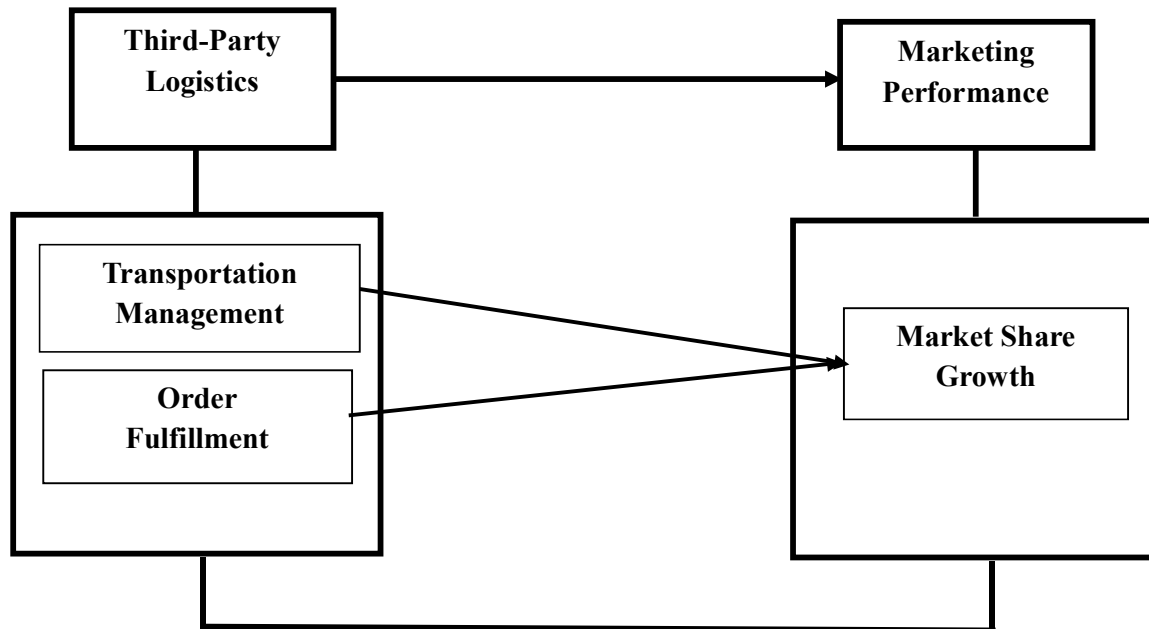 Third-Party
Logistics
Marketing
Performance
Transportation
Management
Order
Fulfillment
Market Share
Growth